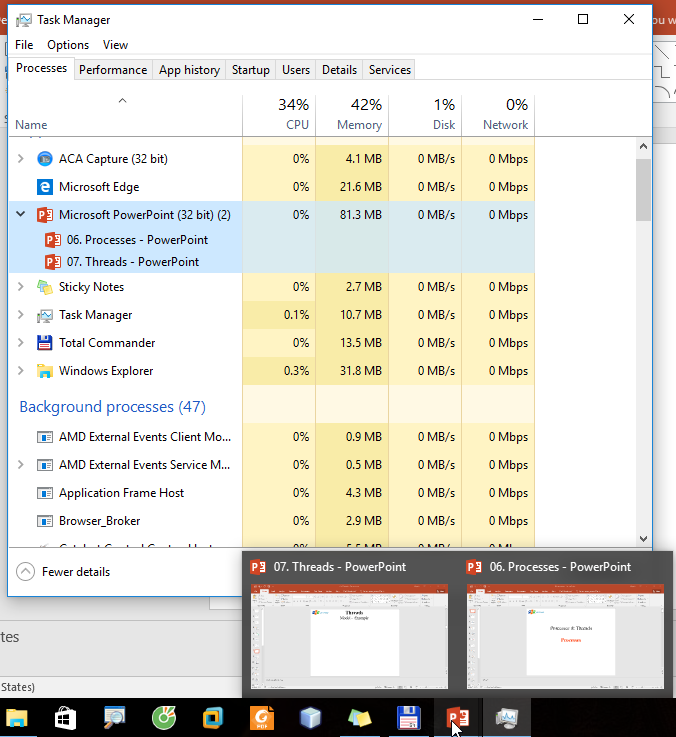 Task Manager
ou w
File Options View
Processes Performance App history Startup Users Details Services
34% 42% 1% 0%
Name CPU Memory Disk Network
ACA Capture (32 bit) 0% 4.1 MB 0 MB/s 0 Mbps
Microsoft Edge 0% 21.6 MB 0 MB/s 0 Mbps
Microsoft PowerPoint (32 bit) (2) 0% 81.3 MB 0 MB/s 0 Mbps
06. Processes - PowerPoint
07. Threads - PowerPoint
Sticky Notes 0% 2.7 MB 0 MB/s 0 Mbps
Task Manager 0.1% 10.7 MB 0 MB/s 0 Mbps
Total Commander 0% 13.5 MB 0 MB/s 0 Mbps
Windows Explorer 0.3% 31.8 MB 0 MB/s 0 Mbps
Background processes (47)
AMD External Events Client Mo... 0% 0.9 MB 0 MB/s 0 Mbps
AMD External Events Service M... 0% 0.5 MB 0 MB/s 0 Mbps
Application Frame Host 0% 4.3 MB 0 MB/s 0 Mbps
Browser_Broker 0% 2.9 MB 0 MB/s 0 Mbps
Fewer details
07. Threads - PowerPoint 06. Processes - PowerPoint
Threads
Model - Example
Processes & Threads
Processes
tes
States)